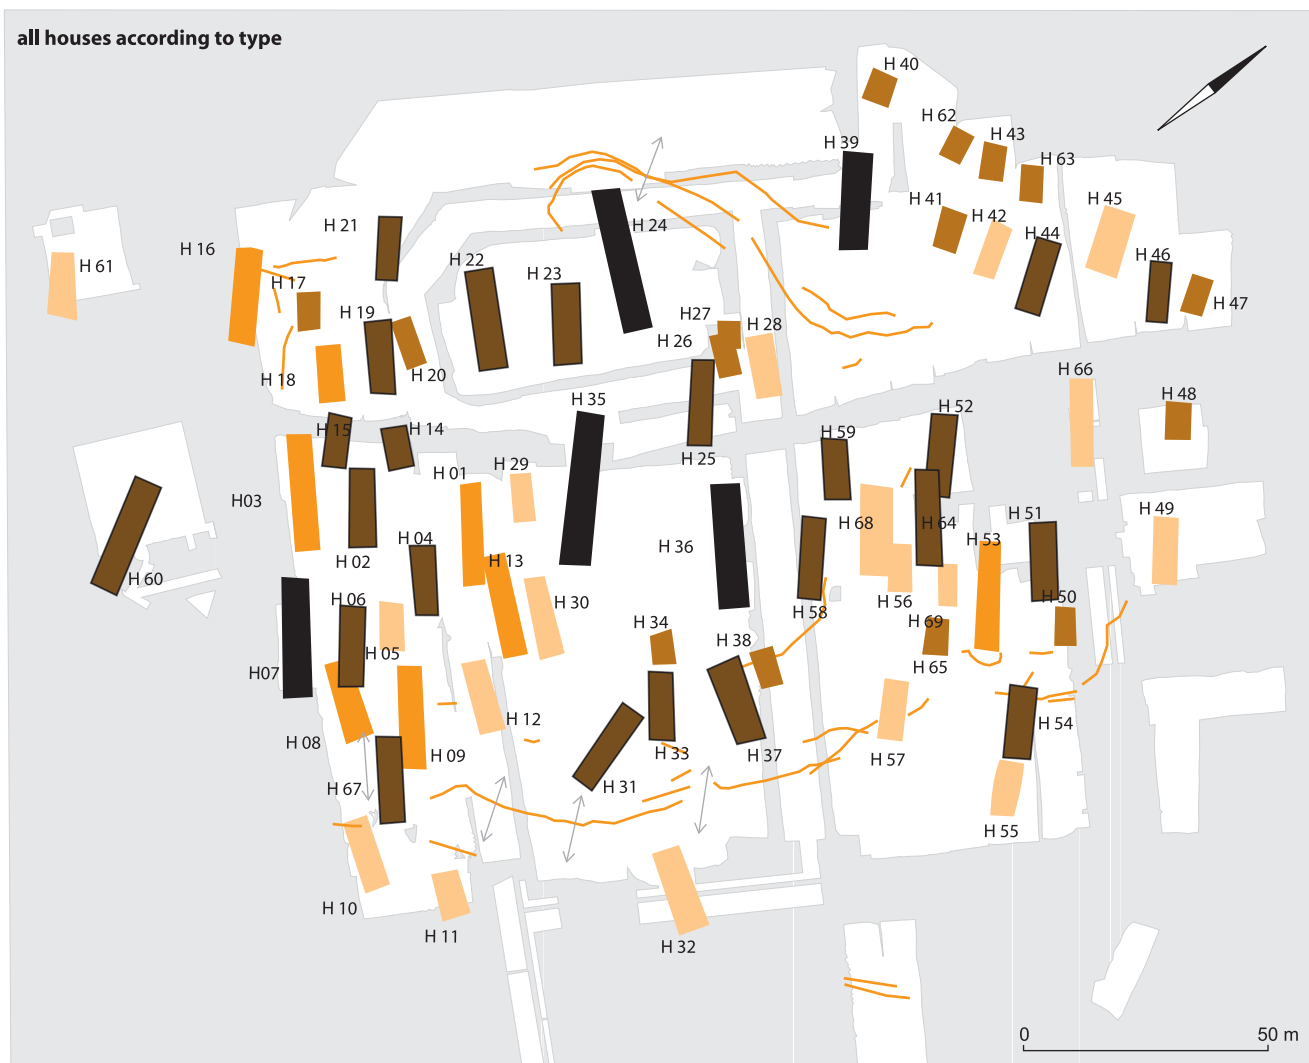 all houses according to type
H 40
H 62
H 43
H 39
H 63
H 41
H 45
H 42
H 21
H 24
H 44
H 16
H 46
H 61
H 22
H 23
H 17
H 47
H 19
H27
H 28
H 26
H 20
H 18
H 66
H 48
H 35
H 52
H 15
H 14
H 59
H 25
H 29
H 01
H03
H 49
H 51
H 68
H 64
H 04
H 53
H 36
H 02
H 13
H 60
H 50
H 06
H 30
H 56
H 58
H 34
H 69
H 38
H 05
H 65
H07
H 12
H 54
H 08
H 33
H 37
H 09
H 57
H 67
H 31
H 55
H 10
H 11
H 32
0
50 m